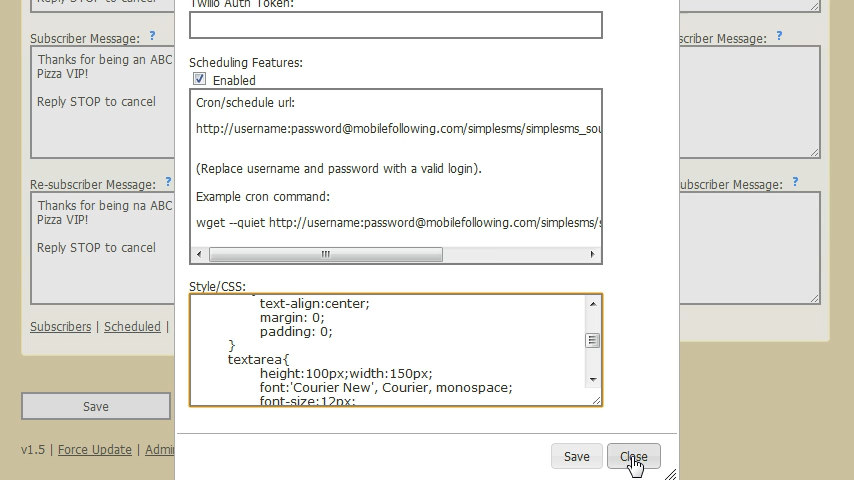 Reply STOP to cancel
Twilio Auth Token:
Subscriber Message: ?
Thanks for being an ABC
Pizza VIP!
Reply STOP to cancel
Re-subscriber Message: ?
Thanks for being na ABC
Pizza VIP!
Reply STOP to cancel
Subscribers | Scheduled |
Save
v1.5 | Force Update | Admi
Scheduling Features:
Enabled
Cron/schedule url:
http://username:password@mobilefollowing.com/simplesms/simplesms_sou
(Replace username and password with a valid login).
Example cron command:
wget --quiet http://username:password@mobilefollowing.com/simplesms/s
Style/CSS:
text-align:center;
margin: 0;
padding: 0;
}
textarea{
height:100px;width:150px;
font:'Courier New', Courier, monospace;
font-size:12px;
Save
Close
scriber Message: ?
ubscriber Message: ?